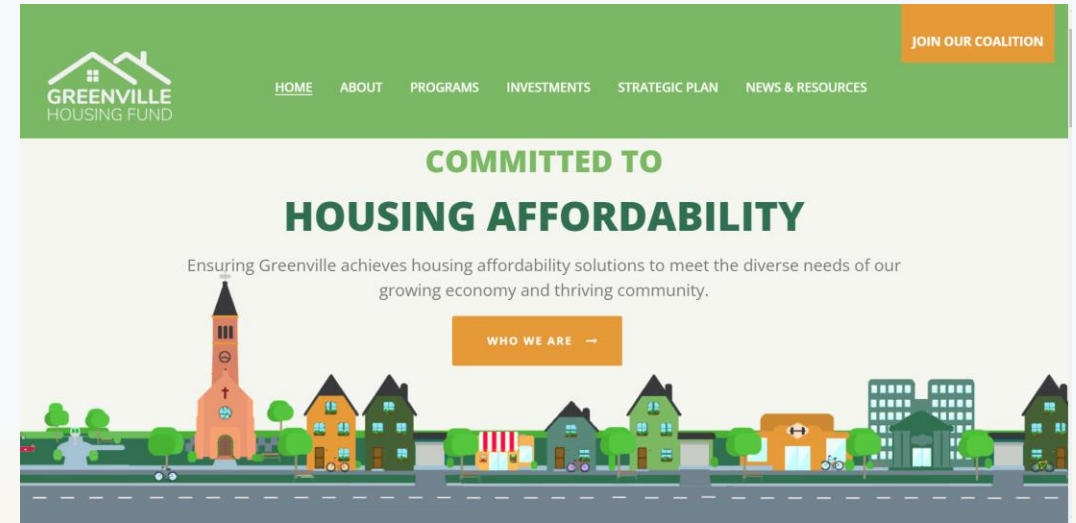 JOIN OUR COALITION
GREENVILLE
HOUSING FUND
HOME ABOUT PROGRAMS INVESTMENTS STRATEGIC PLAN NEWS & RESOURCES
COMMITTED TO
HOUSING AFFORDABILITY
Ensuring Greenville achieves housing affordability solutions to meet the diverse needs of our
growing economy and thriving community.
WHO WE ARE →